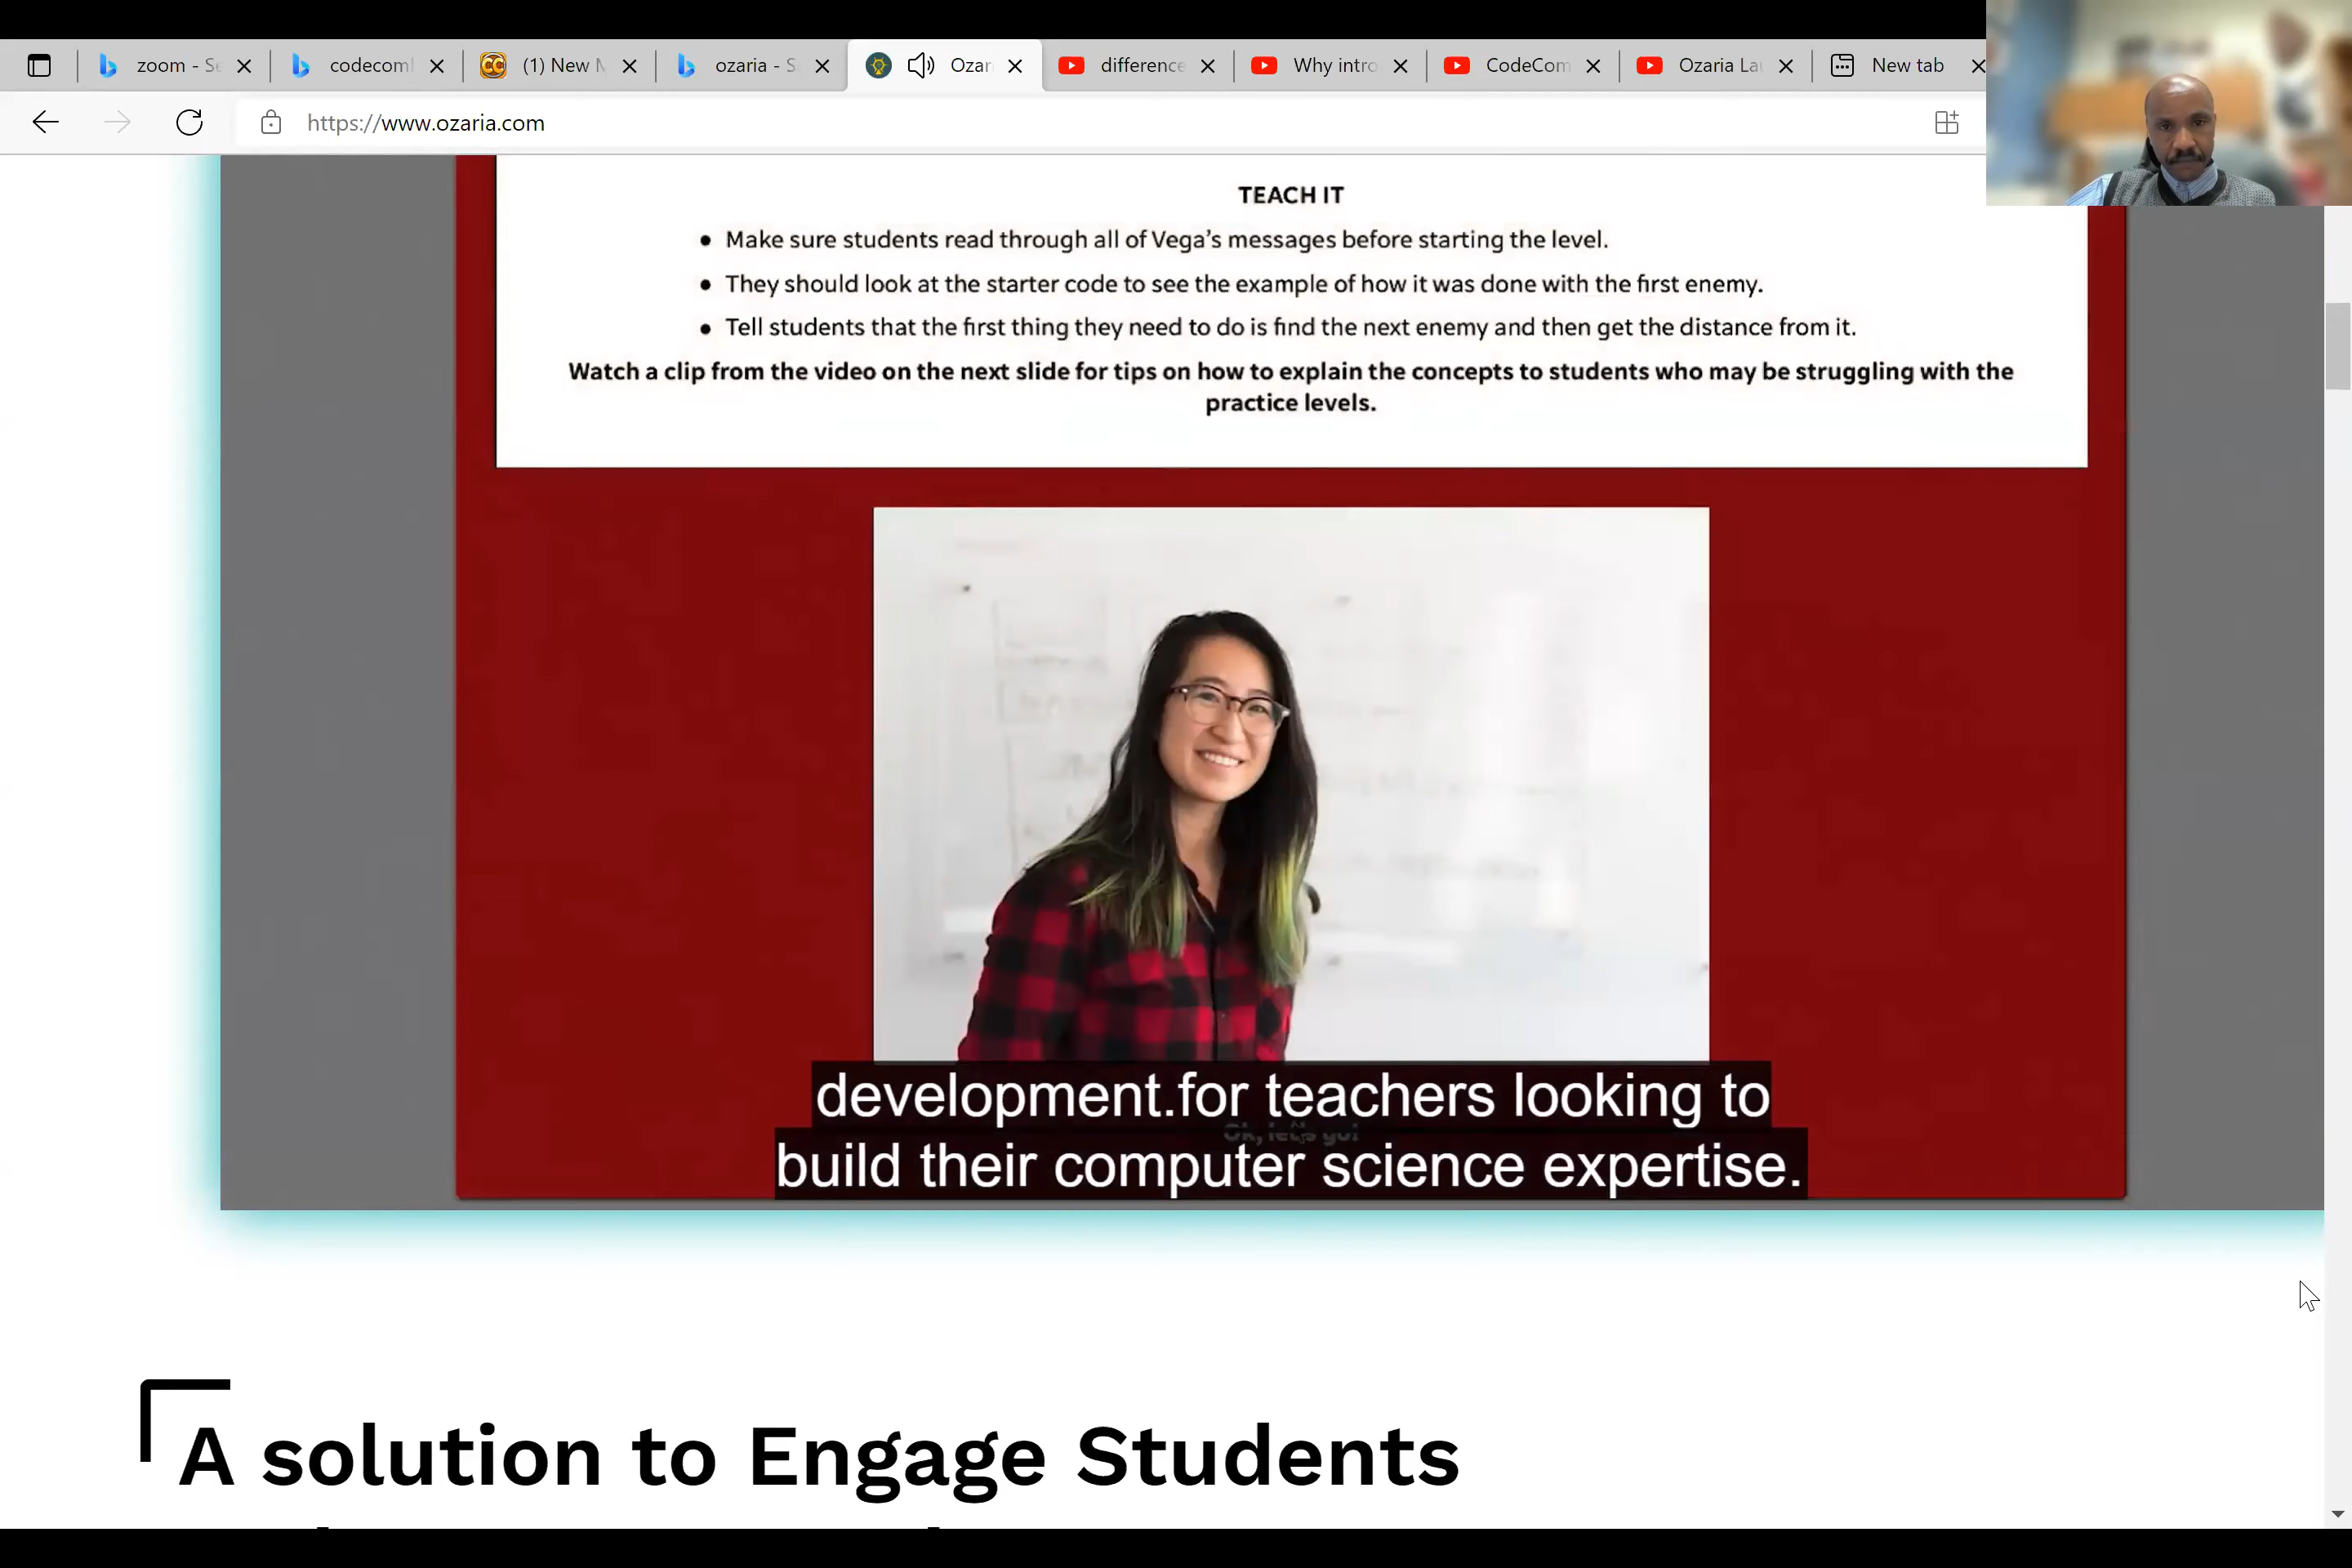 zoom - Se
codecom
(1) New M
ozaria - S
Ozar
difference
Why intro
CodeCom
Ozaria La
New tab
https://www.ozaria.com
TEACH IT
• Make sure students read through all of Vega's messages before starting the level.
• They should look at the starter code to see the example of how it was done with the first enemy.
• Tell students that the first thing they need to do is find the next enemy and then get the distance from it.
Watch a clip from the video on the next slide for tips on how to explain the concepts to students who may be struggling with the
practice levels.
development.for teachers looking to
Ok, let's go!
build their computer science expertise.
A solution to Engage Students